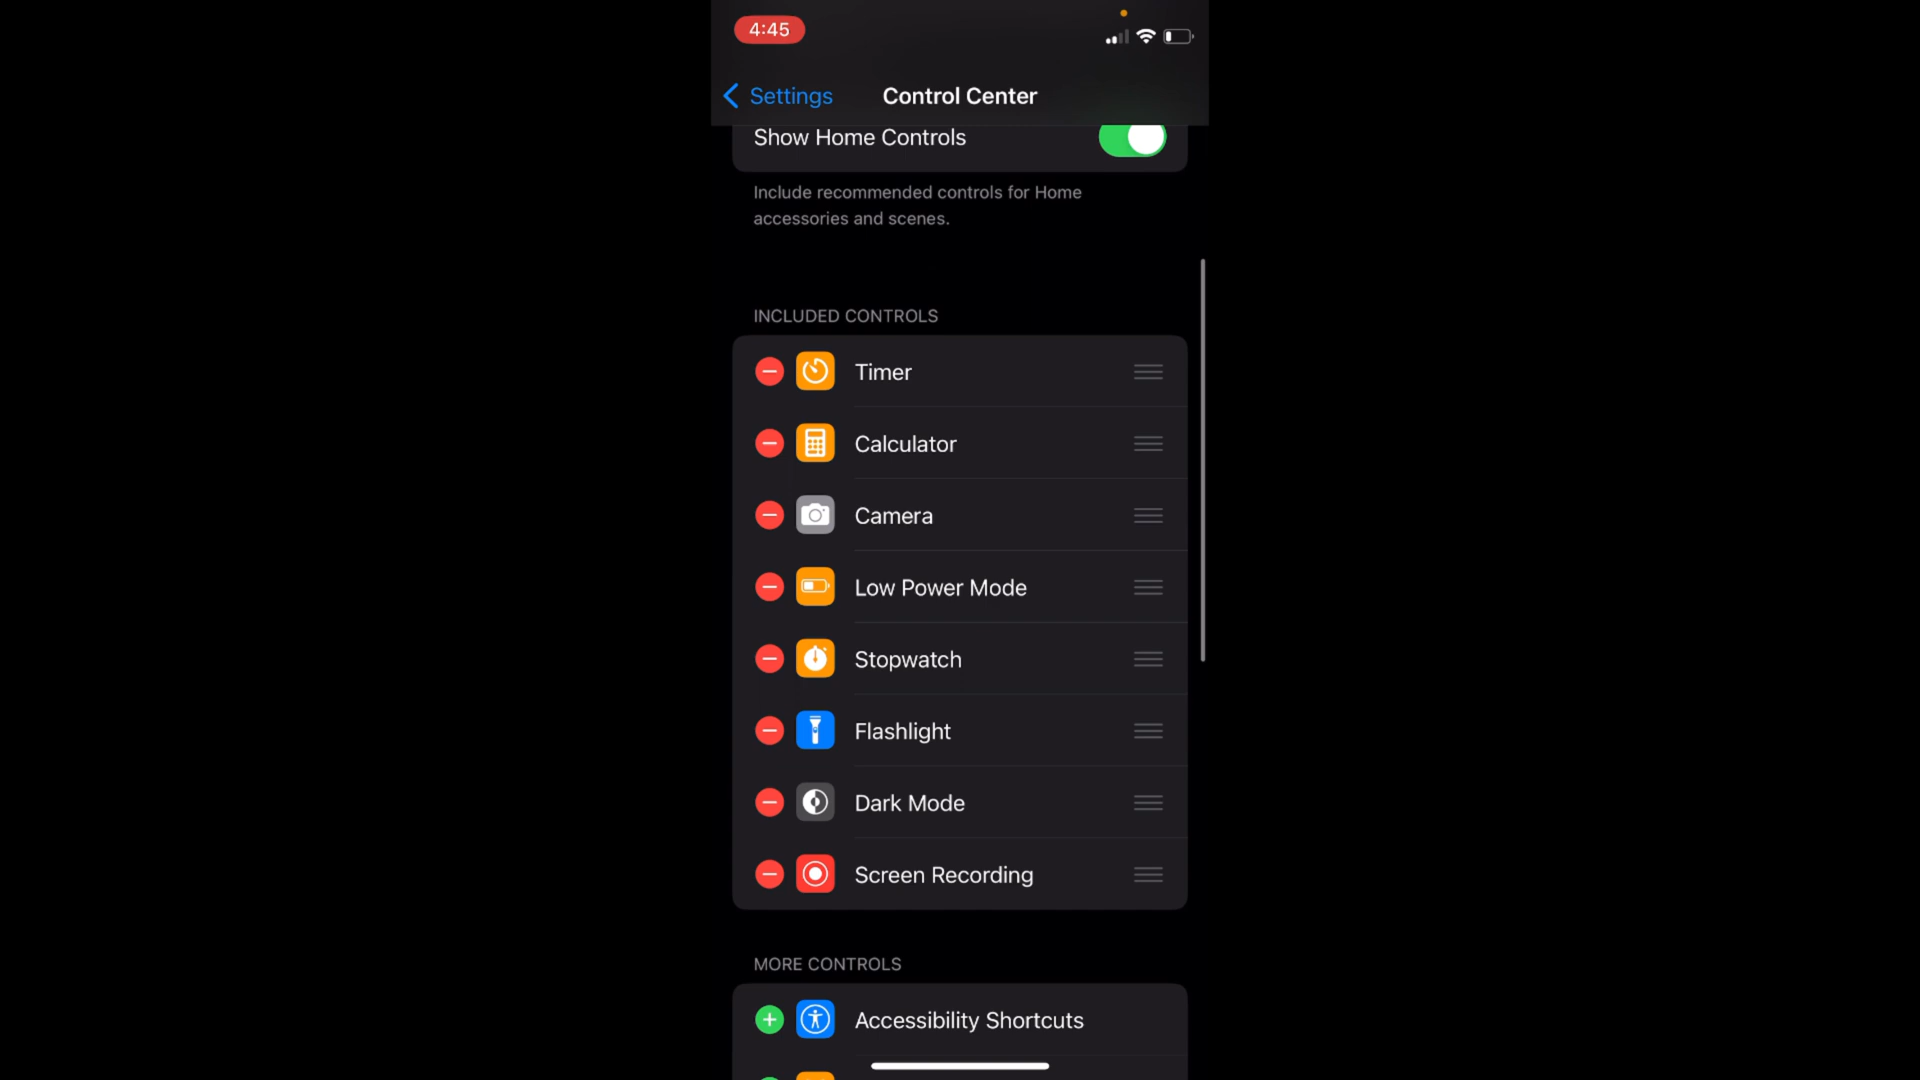 4:45
Settings
Control Center
Show Home Controls
Include recommended controls for Home
accessories and scenes.
INCLUDED CONTROLS
Timer
Calculator
Camera
Low Power Mode
Stopwatch
Flashlight
Dark Mode
Screen Recording
MORE CONTROLS
Accessibility Shortcuts